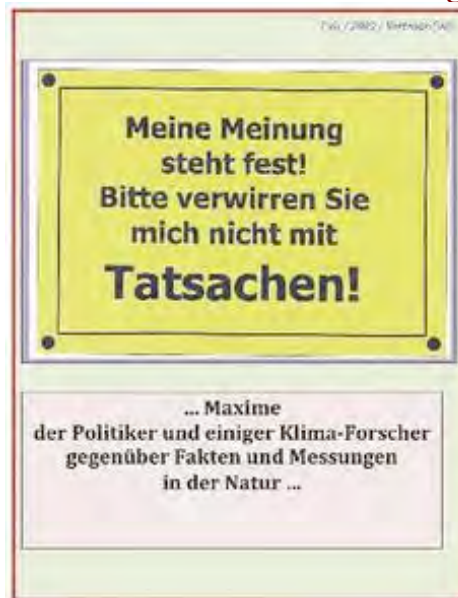 Meine Meinung
steht fest!
Bitte verwirren Sie
mich nicht mit
Tatsachen!
... Maxime
der Politiker und einiger Klima-Forscher
gegenüber Fakten und Messungen
in der Natur ...